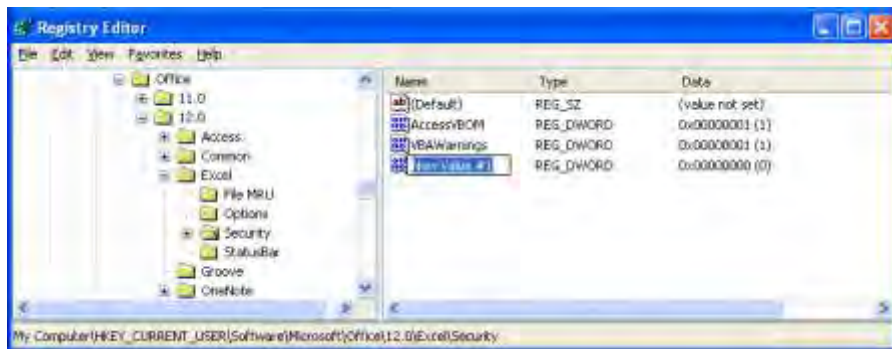 Registry Editor
File Edit View Favorites Help
Office
11.0
12.0
Access
Common
Excel
File MRU
Options
Security
StatusBar
Groove
OneNote
Name Type Data
ab (Default) REG_SZ (value not set)
AccessVBOM REG_DWORD 0x00000001 (1)
VBAWarnings REG_DWORD 0x00000001 (1)
New Value #1 REG_DWORD 0x00000000 (0)
My Computer\HKEY_CURRENT_USER\Software\Microsoft\Office\12.0\Excel\Security